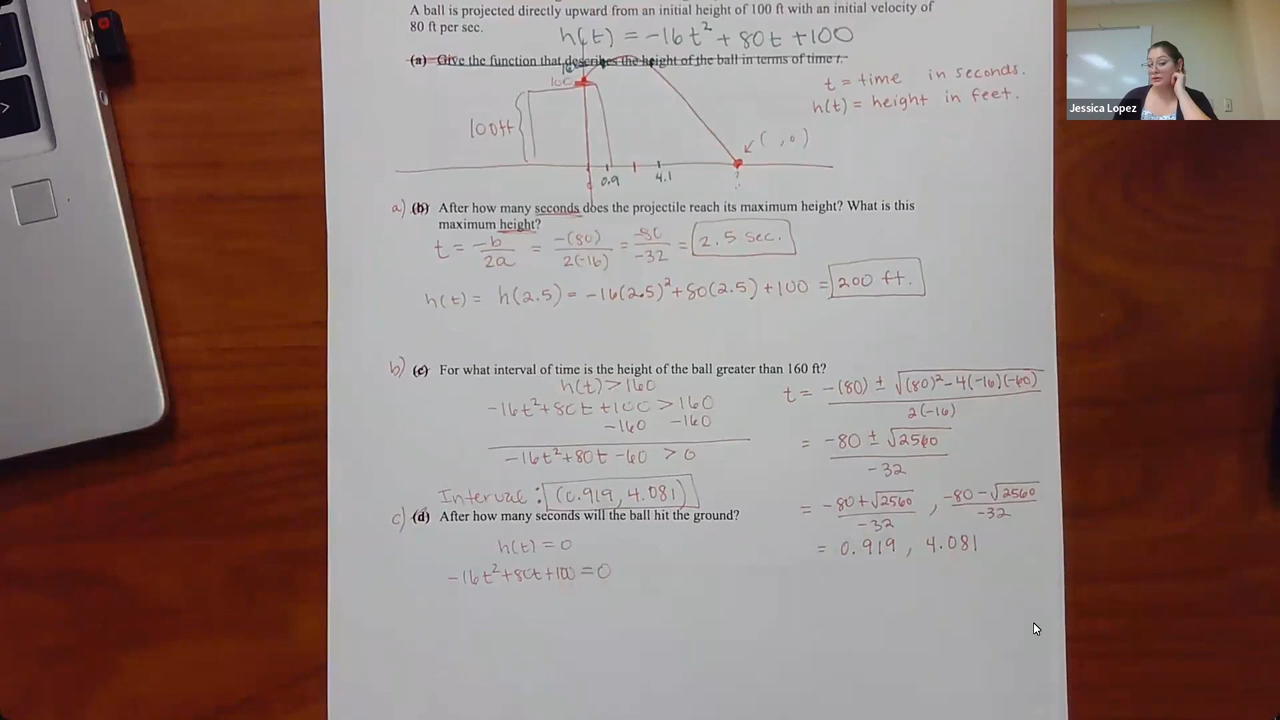 A ball is projected directly upward from an initial height of 100 ft with an initial velocity of
80 ft per sec.
h(t) = -16t² + 80t + 100
(a) Give the function that describes the height of the ball in terms of time t.
t = time in seconds.
h(t) = height in feet.
100
100ft
( , 0)
0.9
4.1
?
a) (b) After how many seconds does the projectile reach its maximum height? What is this
maximum height?
t = -b/2a = -(80)/2(-16) = -80/-32 = 2.5 sec.
h(t) = h(2.5) = -16(2.5)² + 80(2.5) + 100 = 200 ft.
b) (c) For what interval of time is the height of the ball greater than 160 ft?
h(t) > 160
-16t² + 80t + 100 > 160
-160 -160
-16t² + 80t - 60 > 0
Interval : (0.919, 4.081)
t = -(80) ± √(80)² - 4(-16)(-60) / 2(-16)
= -80 ± √2560 / -32
= -80 + √2560 / -32 , -80 - √2560 / -32
= 0.919 , 4.081
c) (d) After how many seconds will the ball hit the ground?
h(t) = 0
-16t² + 80t + 100 = 0
Jessica Lopez